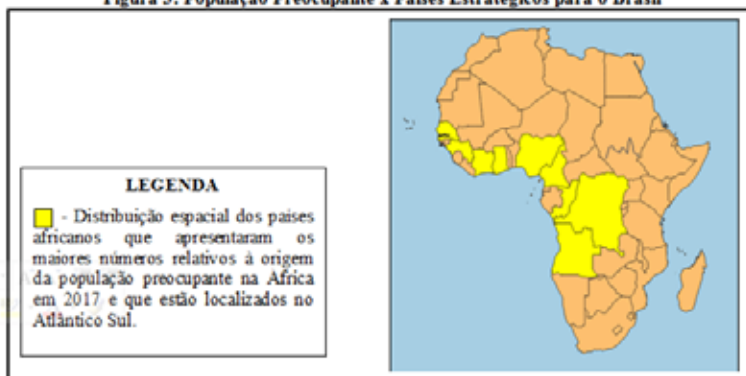 Figura 3: População Preocupante x Países Estratégicos para o Brasil
LEGENDA
- Distribuição espacial dos países
africanos que apresentaram os
maiores números relativos à origem
da população preocupante na Africa
em 2017 e que estão localizados no
Atlântico Sul.